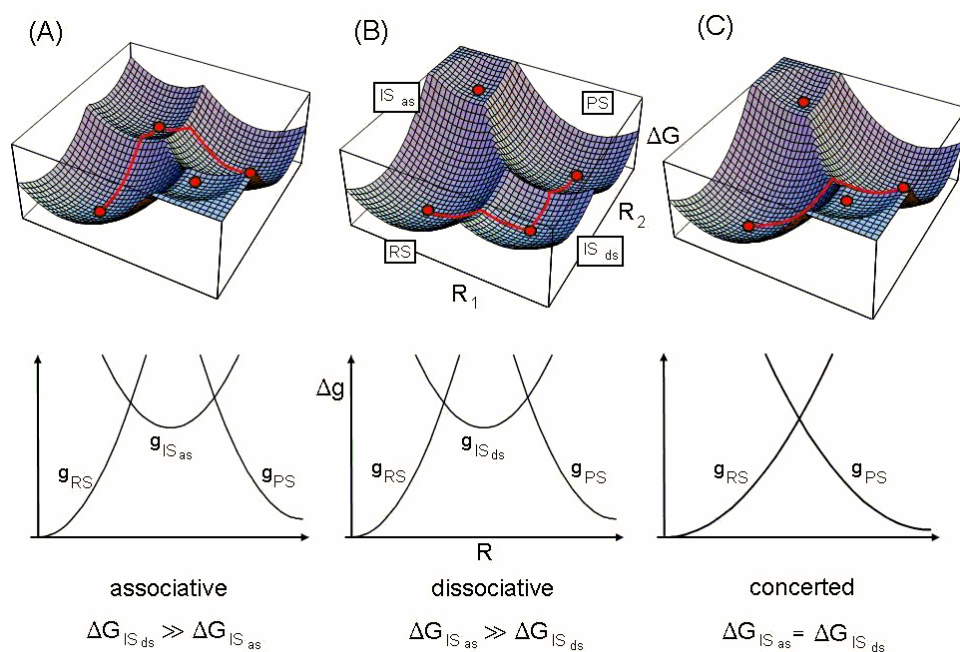 (A) (B) (C)
IS as
PS
ΔG
R 2
RS
IS ds
R 1
Δg
g IS as
g IS ds
g RS
g PS
g RS
g PS
g RS
g PS
R
associative dissociative concerted
ΔG IS ds ≫ ΔG IS as
ΔG IS as ≫ ΔG IS ds
ΔG IS as = ΔG IS ds